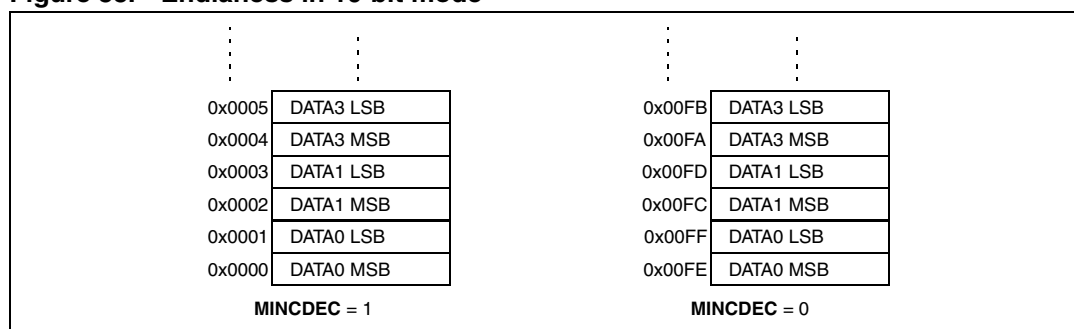 Figure Endianess in 16-bit mode
0x0005 DATA3 LSB 0x00FB DATA3 LSB
0x0004 DATA3 MSB 0x00FA DATA3 MSB
0x0003 DATA1 LSB 0x00FD DATA1 LSB
0x0002 DATA1 MSB 0x00FC DATA1 MSB
0x0001 DATA0 LSB 0x00FF DATA0 LSB
0x0000 DATA0 MSB 0x00FE DATA0 MSB
MINCDEC = 1 MINCDEC = 0